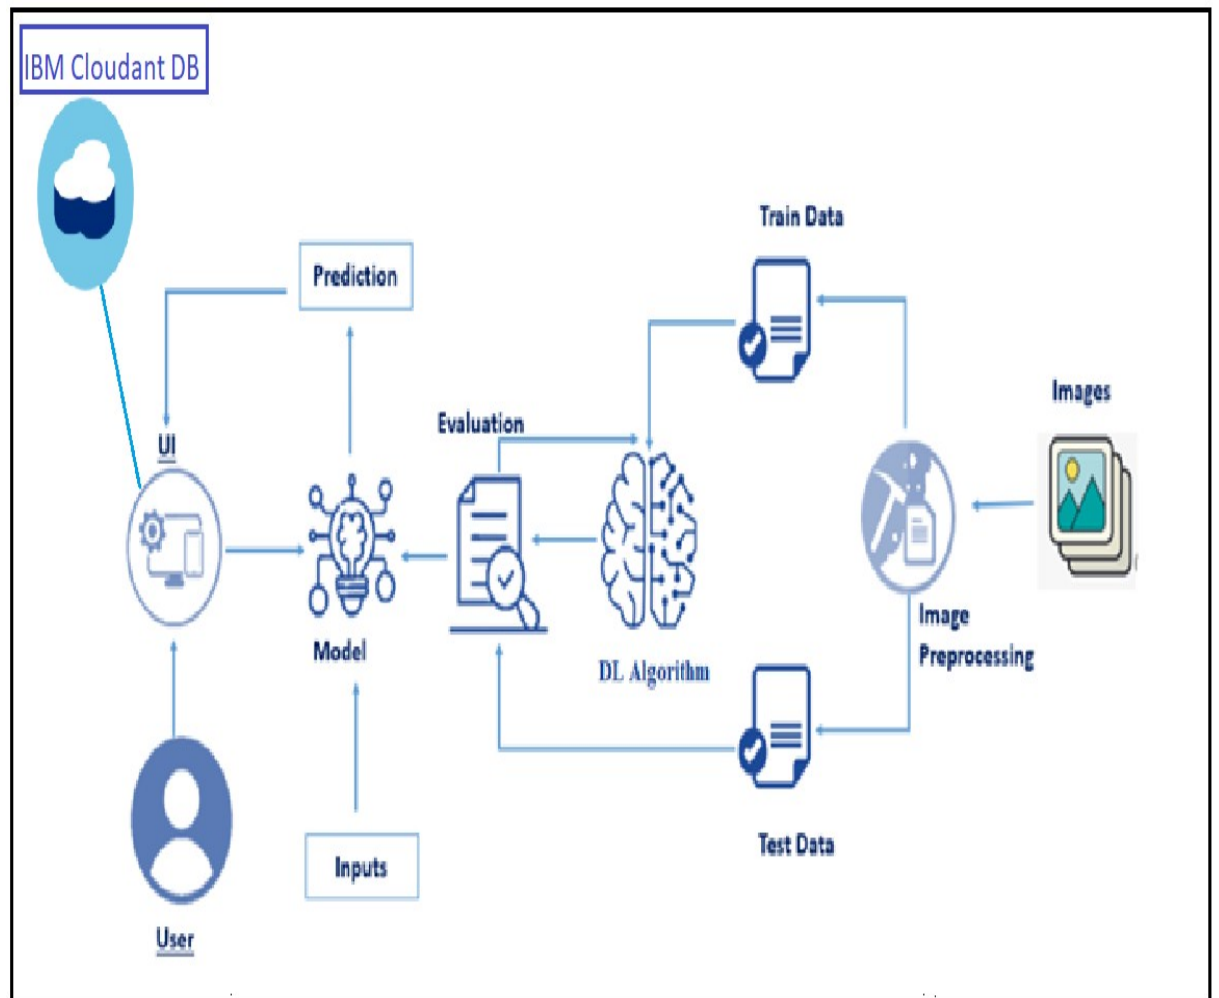 IBM Cloudant DB
Train Data
Prediction
Images
Evaluation
UI
Image
Preprocessing
Model
DL Algorithm
Test Data
Inputs
User